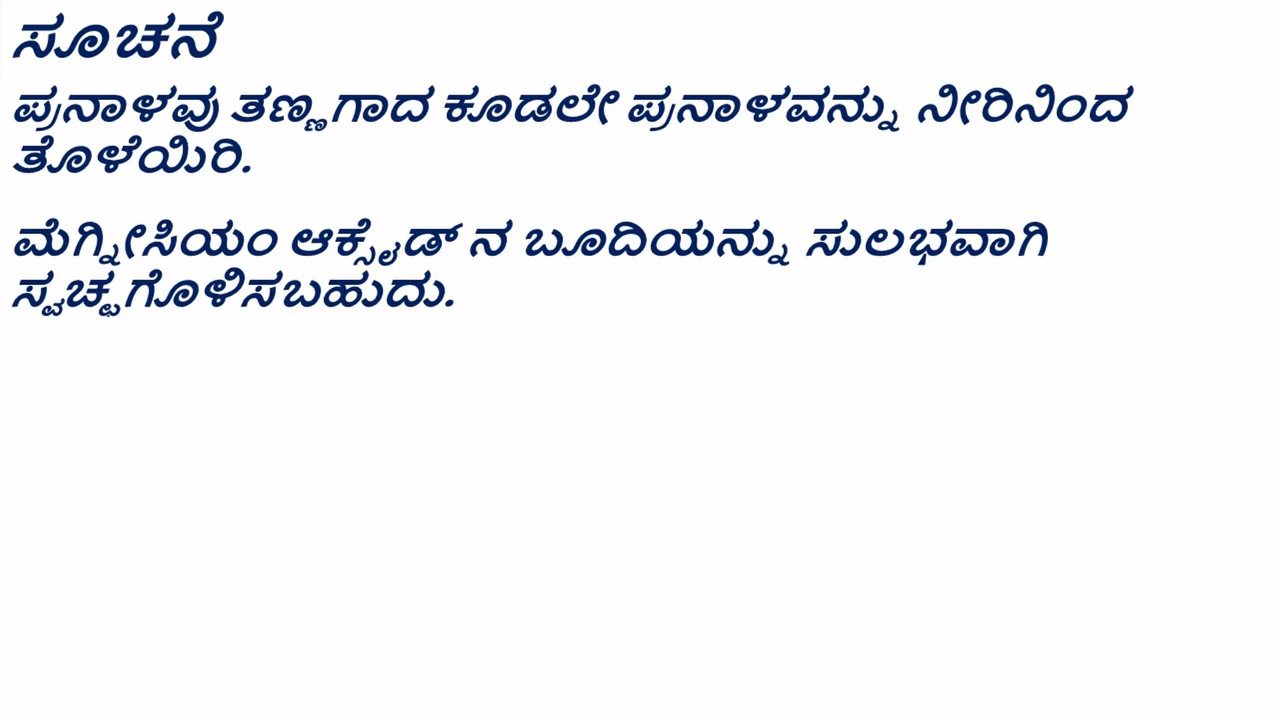 ಸೂಚನೆ
ಪ್ರನಾಳವು ತಣ್ಣಗಾದ ಕೂಡಲೇ ಪ್ರನಾಳವನ್ನು ನೀರಿನಿಂದ
ತೊಳೆಯಿರಿ.
ಮೆಗ್ನೀಸಿಯಂ ಆಕ್ಸೈಡ್ ನ ಬೂದಿಯನ್ನು ಸುಲಭವಾಗಿ
ಸ್ವಚ್ಛಗೊಳಿಸಬಹುದು.